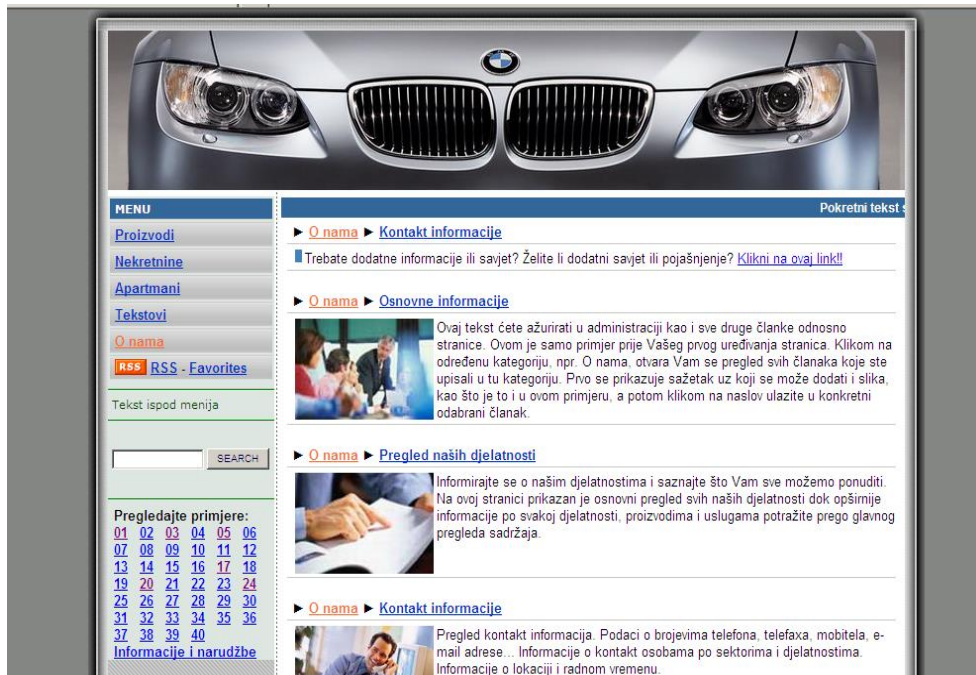 MENU
Proizvodi
Nekretnine
Apartmani
Tekstovi
O nama
RSS RSS - Favorites
Tekst ispod menija
SEARCH
Pregledajte primjere:
01 02 03 04 05 06
07 08 09 10 11 12
13 14 15 16 17 18
19 20 21 22 23 24
25 26 27 28 29 30
31 32 33 34 35 36
37 38 39 40
Informacije i narudžbe
Pokretni tekst s
► O nama ► Kontakt informacije
Trebate dodatne informacije ili savjet? Želite li dodatni savjet ili pojašnjenje? Klikni na ovaj link!!
► O nama ► Osnovne informacije
Ovaj tekst ćete ažurirati u administraciji kao i sve druge članke odnosno
stranice. Ovom je samo primjer prije Vašeg prvog uređivanja stranica. Klikom na
određenu kategoriju, npr. O nama, otvara Vam se pregled svih članaka koje ste
upisali u tu kategoriju. Prvo se prikazuje sažetak uz koji se može dodati i slika,
kao što je to i u ovom primjeru, a potom klikom na naslov ulazite u konkretni
odabrani članak.
► O nama ► Pregled naših djelatnosti
Informirajte se o našim djelatnostima i saznajte što Vam sve možemo ponuditi.
Na ovoj stranici prikazan je osnovni pregled svih naših djelatnosti dok opširnije
informacije po svakoj djelatnosti, proizvodima i uslugama potražite prego glavnog
pregleda sadržaja.
► O nama ► Kontakt informacije
Pregled kontakt informacija. Podaci o brojevima telefona, telefaxa, mobitela, e-
mail adrese... Informacije o kontakt osobama po sektorima i djelatnostima.
Informacije o lokaciji i radnom vremenu.